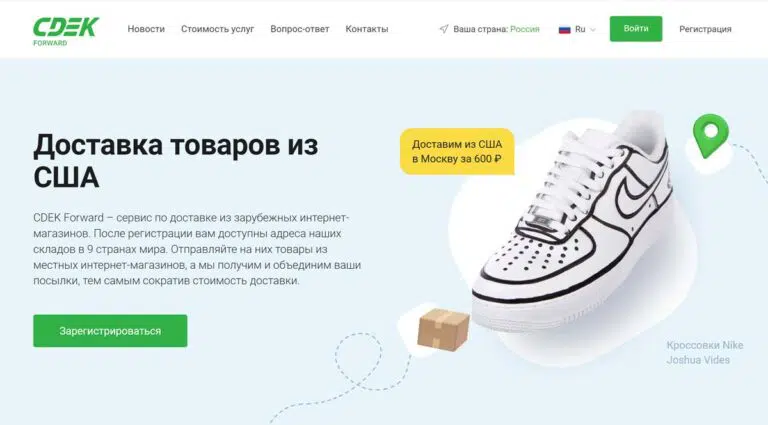 CDEK
FORWARD
Новости
Стоимость услуг
Вопрос-ответ
Контакты
Ваша страна: Россия
Ru
Войти
Регистрация
Доставка товаров из
США
CDEK Forward – сервис по доставке из зарубежных интернет-
магазинов. После регистрации вам доступны адреса наших
складов в 9 странах мира. Отправляйте на них товары из
местных интернет-магазинов, а мы получим и объединим ваши
посылки, тем самым сократив стоимость доставки.
Зарегистрироваться
Доставим из США
в Москву за 600 ₽
Кроссовки Nike
Joshua Vides